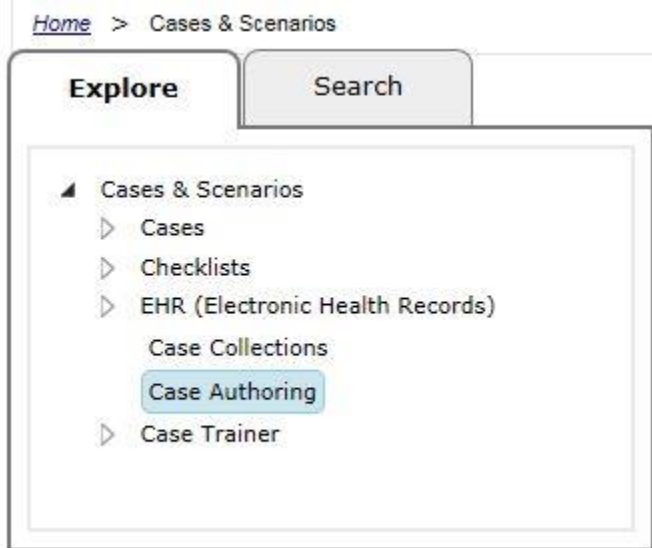 Home > Cases & Scenarios
Explore
Search
Cases & Scenarios
Cases
Checklists
EHR (Electronic Health Records)
Case Collections
Case Authoring
Case Trainer